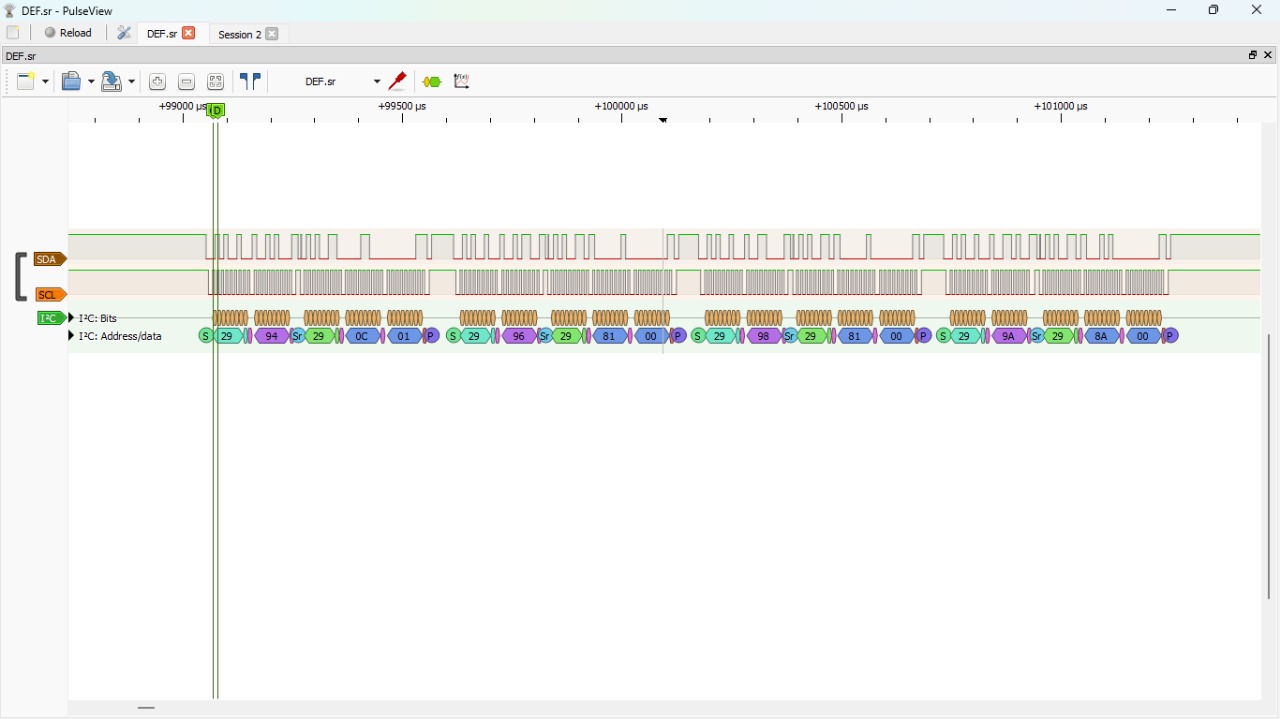 DEF.sr - PulseView
Reload DEF.sr Session 2
DEF.sr
DEF.sr
+99000 µs +99500 µs +100000 µs +100500 µs +101000 µs
D
SDA
SCL
I²C I²C: Bits
I²C: Address/data S 29 94 Sr 29 0C 01 P S 29 96 Sr 29 81 00 P S 29 98 Sr 29 81 00 P S 29 9A Sr 29 8A 00 P